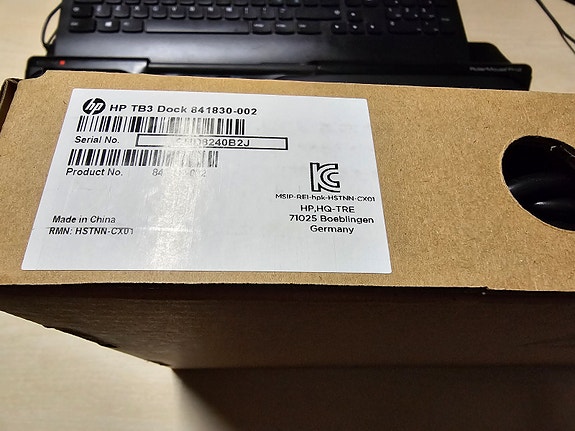 hp HP TB3 Dock 841830-002
Serial No.
Product No.
MSIP-REI-hpk-HSTNN-CX01
HP,HQ-TRE
71025 Boeblingen
Germany
Made in China
RMN: HSTNN-CX01